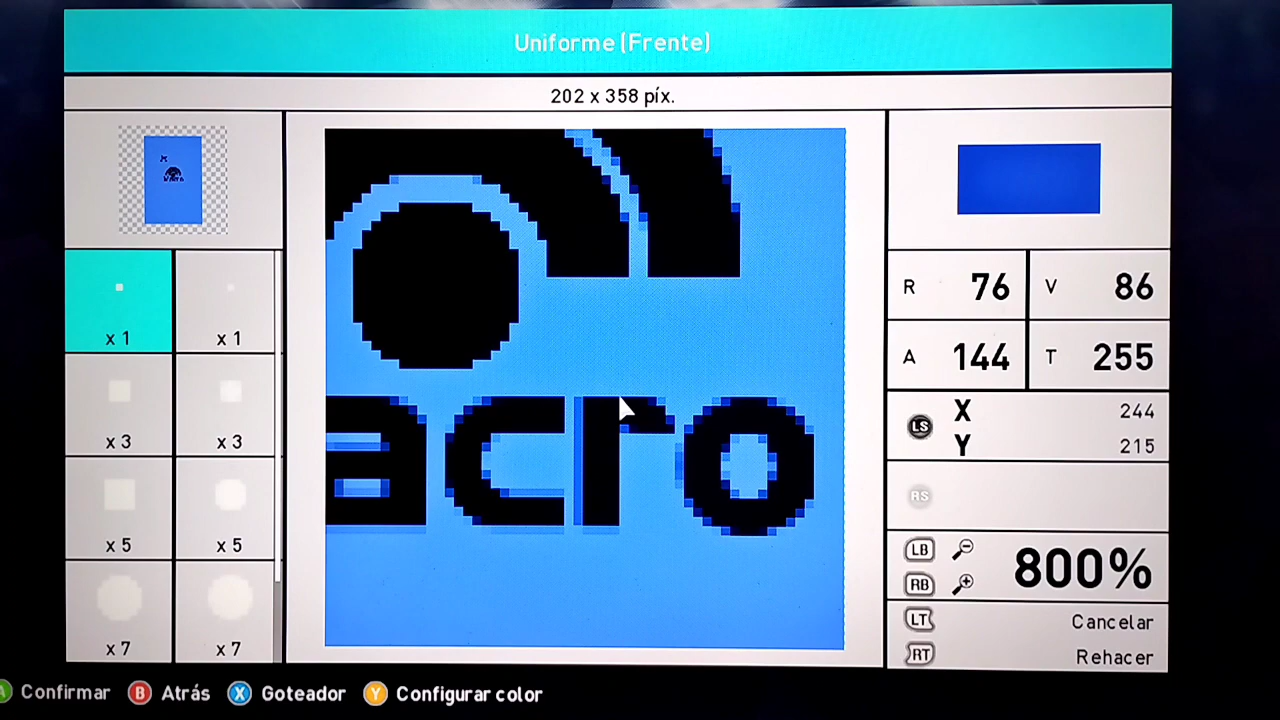 Uniforme (Frente)
202 x 358 píx.
x 1
x 1
x 3
x 3
x 5
x 5
x 7
x 7
acro
R 76
V 86
A 144
T 255
LS X 244
Y 215
RS
LB 800%
RB
LT Cancelar
RT Rehacer
A Confirmar B Atrás X Goteador Y Configurar color